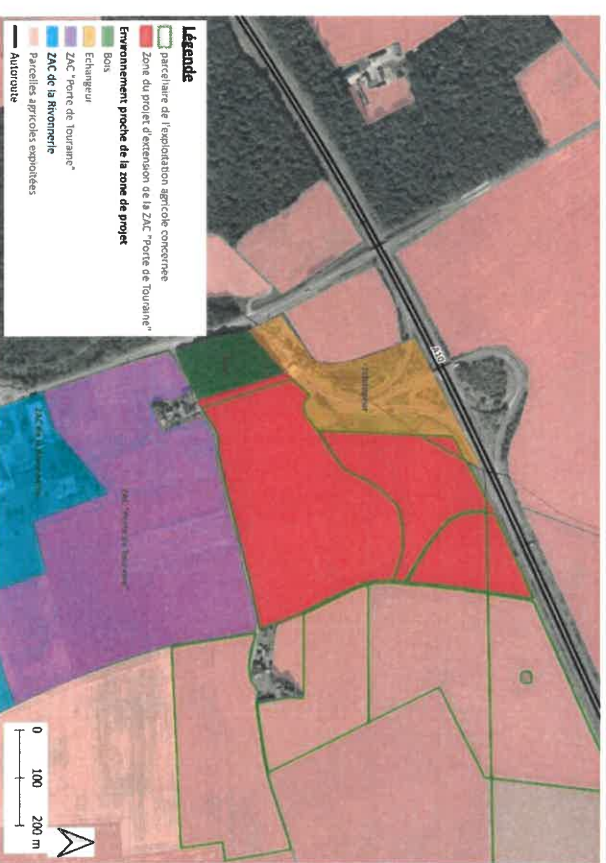 Légende
parcellaire de l'exploitation agricole concernée
Zone du projet d'extension de la ZAC "Porte de Touraine"
Environnement proche de la zone de projet
Bois
Echangeur
ZAC "Porte de Touraine"
ZAC de la Rivonnerie
Parcelles agricoles exploitées
Autoroute
A10
Echangeur
ZAC "Porte de Touraine"
ZAC de la Rivonnerie
0 100 200 m